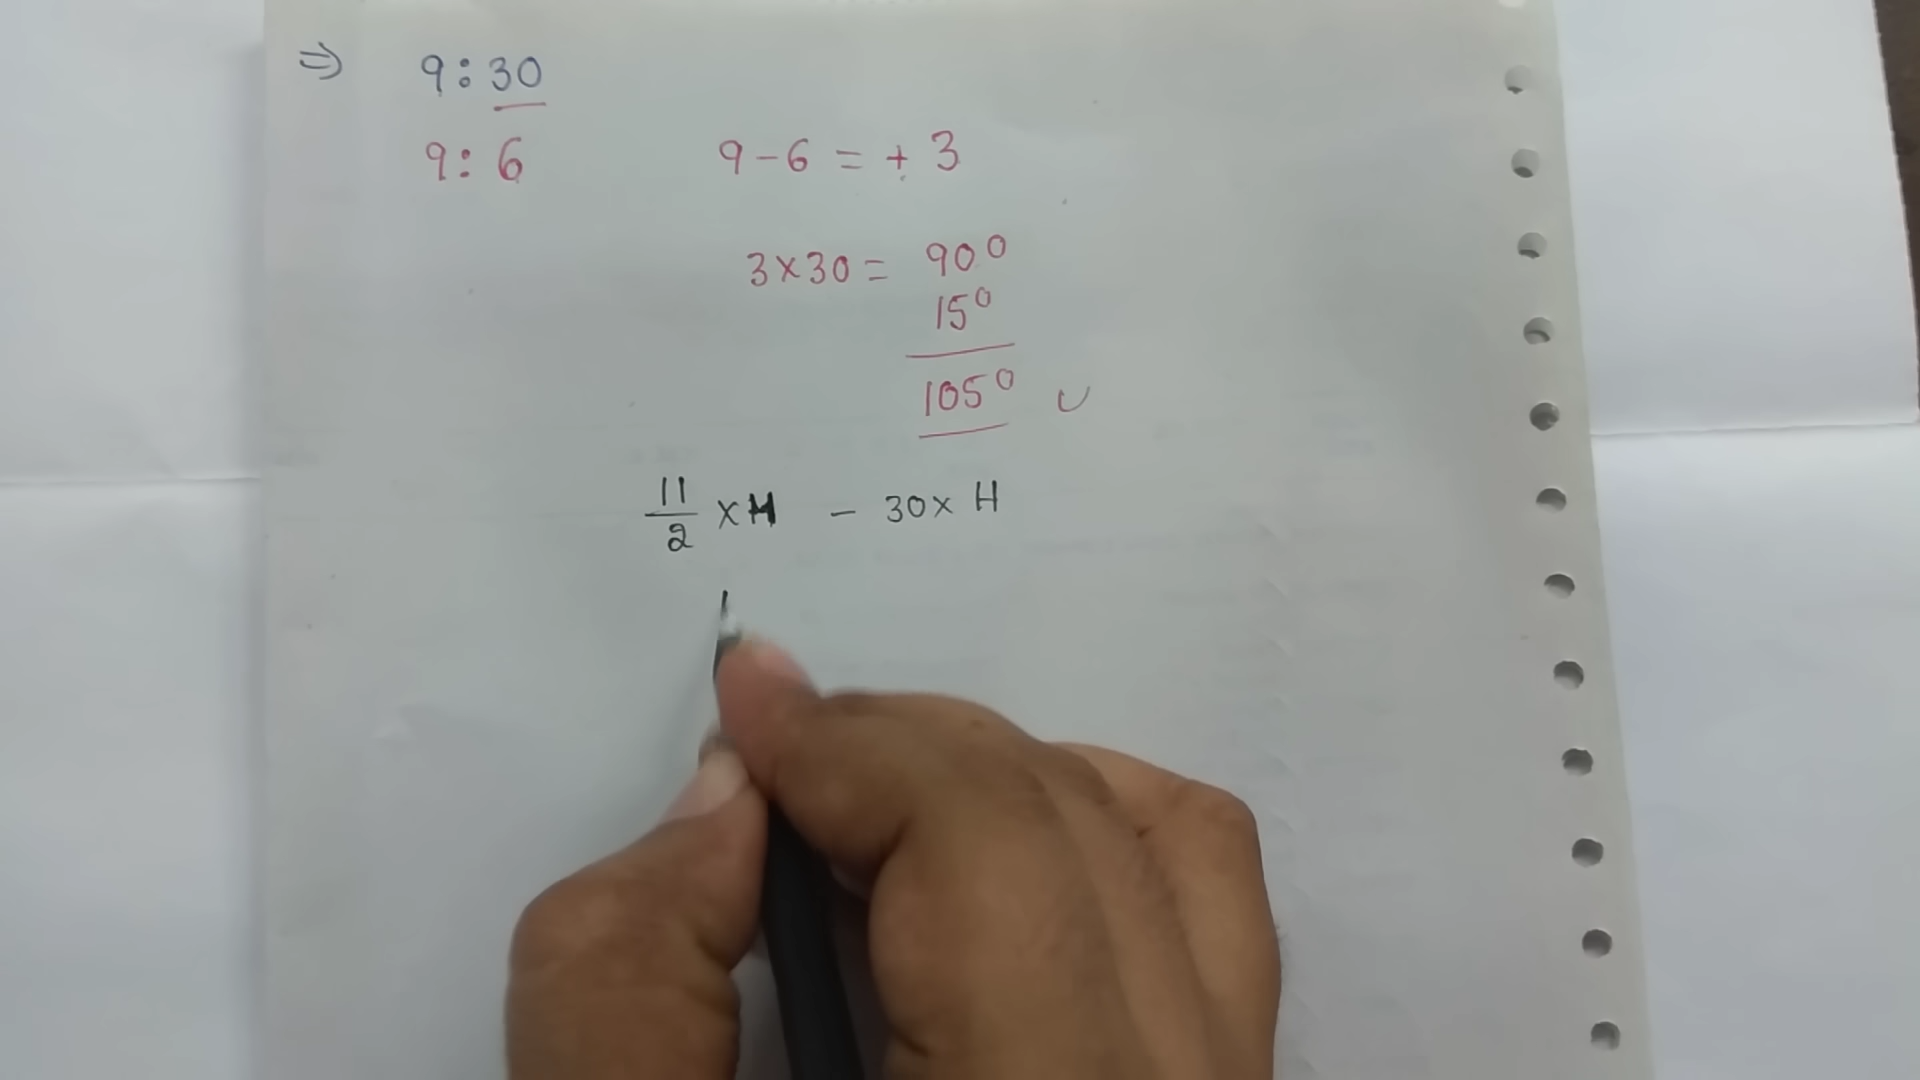 ⇒ 9:30
9:6 9-6 = + 3
3×30 = 90°
15°
105°
11/2 × M - 30× H